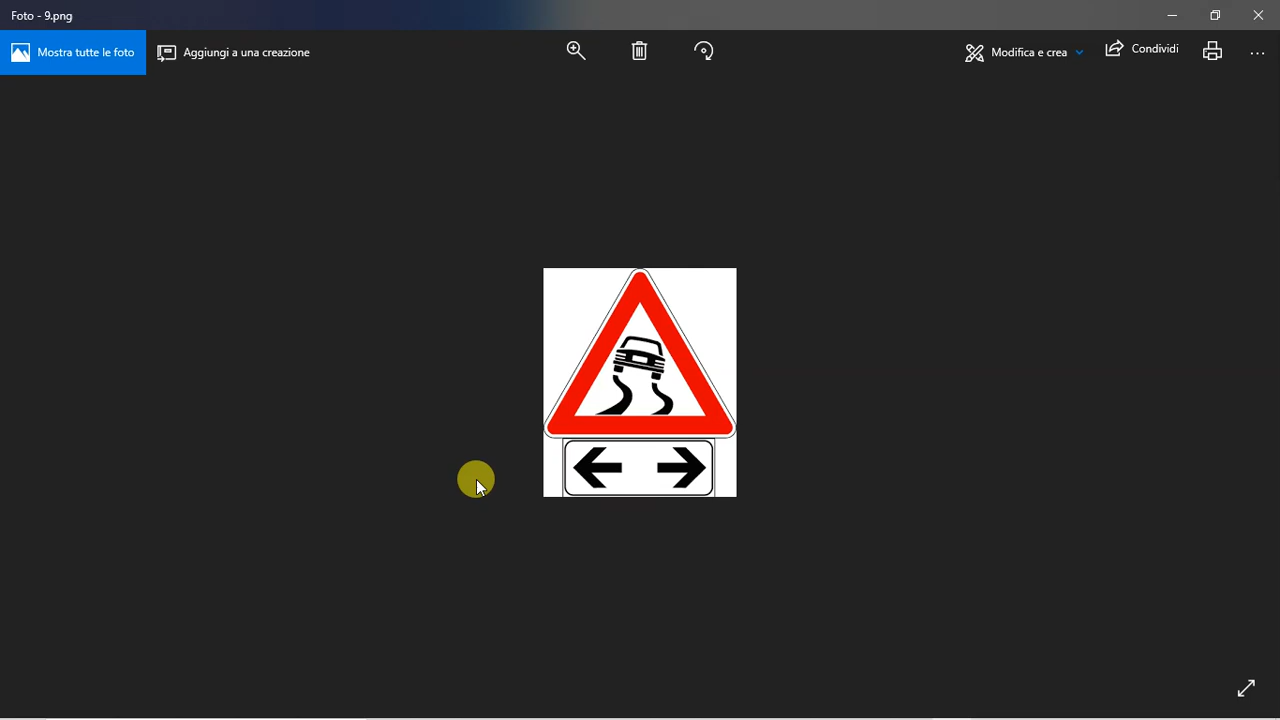 Foto - 9.png
Mostra tutte le foto
Aggiungi a una creazione
Modifica e crea
Condividi